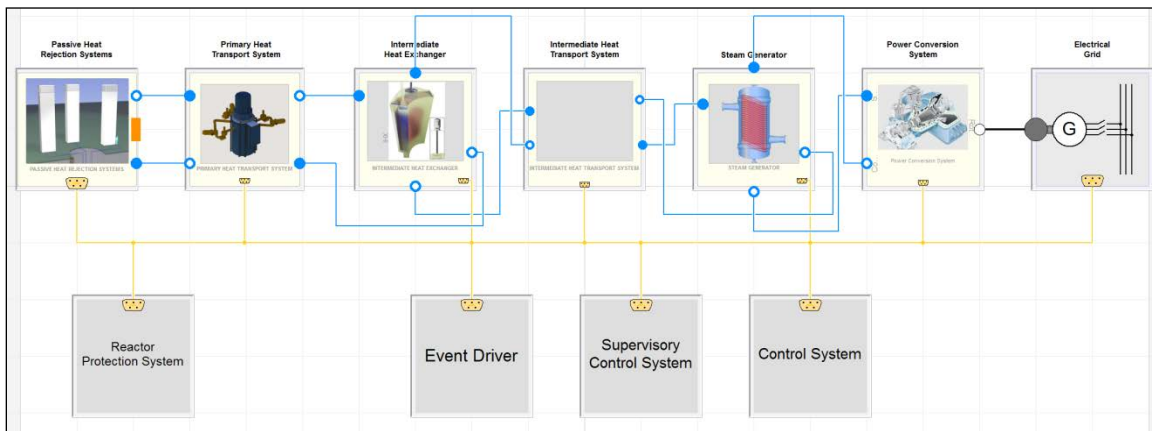 Passive Heat
Rejection Systems
Primary Heat
Transport System
Intermediate
Heat Exchanger
Intermediate Heat
Transport System
Steam Generator
Power Conversion
System
Electrical
Grid
PASSIVE HEAT REJECTION SYSTEMS
PRIMARY HEAT TRANSPORT SYSTEM
INTERMEDIATE HEAT EXCHANGER
INTERMEDIATE HEAT TRANSPORT SYSTEM
STEAM GENERATOR
Power Conversion System
G
Reactor
Protection System
Event Driver
Supervisory
Control System
Control System